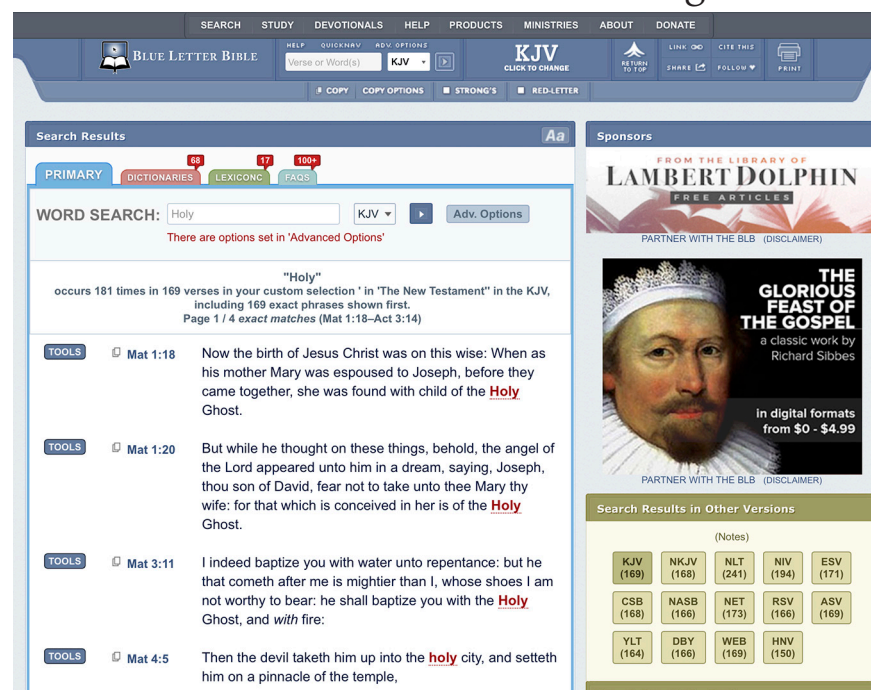 SEARCH STUDY DEVOTIONALS HELP PRODUCTS MINISTRIES ABOUT DONATE
BLUE LETTER BIBLE
HELP QUICKNAV ADV. OPTIONS
Verse or Word(s) KJV
KJV
CLICK TO CHANGE
RETURN
TO TOP
LINK CITE THIS
SHARE FOLLOW
PRINT
COPY COPY OPTIONS STRONG'S RED-LETTER
Search Results Aa
68 17 100+
PRIMARY DICTIONARIES LEXICONC FAQS
WORD SEARCH: Holy KJV Adv. Options
There are options set in 'Advanced Options'
"Holy"
occurs 181 times in 169 verses in your custom selection ' in 'The New Testament" in the KJV,
including 169 exact phrases shown first.
Page 1 / 4 exact matches (Mat 1:18–Act 3:14)
TOOLS Mat 1:18 Now the birth of Jesus Christ was on this wise: When as
his mother Mary was espoused to Joseph, before they
came together, she was found with child of the Holy
Ghost.
TOOLS Mat 1:20 But while he thought on these things, behold, the angel of
the Lord appeared unto him in a dream, saying, Joseph,
thou son of David, fear not to take unto thee Mary thy
wife: for that which is conceived in her is of the Holy
Ghost.
TOOLS Mat 3:11 I indeed baptize you with water unto repentance: but he
that cometh after me is mightier than I, whose shoes I am
not worthy to bear: he shall baptize you with the Holy
Ghost, and with fire:
TOOLS Mat 4:5 Then the devil taketh him up into the holy city, and setteth
him on a pinnacle of the temple,
Sponsors
FROM THE LIBRARY OF
LAMBERT DOLPHIN
FREE ARTICLES
PARTNER WITH THE BLB (DISCLAIMER)
THE
GLORIOUS
FEAST OF
THE GOSPEL
a classic work by
Richard Sibbes
in digital formats
from $0 - $4.99
PARTNER WITH THE BLB (DISCLAIMER)
Search Results in Other Versions
(Notes)
KJV NKJV NLT NIV ESV
(169) (168) (241) (194) (171)
CSB NASB NET RSV ASV
(168) (166) (173) (166) (169)
YLT DBY WEB HNV
(164) (166) (169) (150)